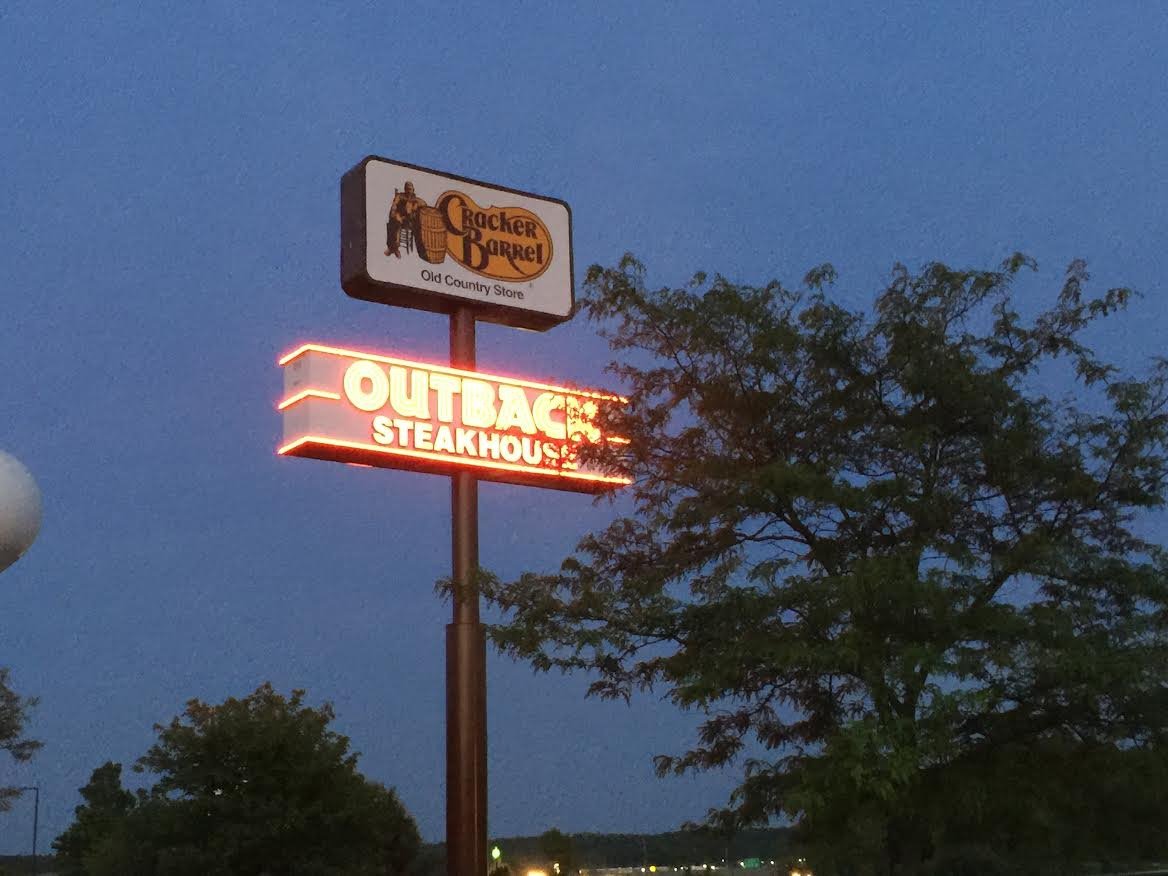 Cracker
Barrel
Old Country Store
OUTBACK
STEAKHOUSE